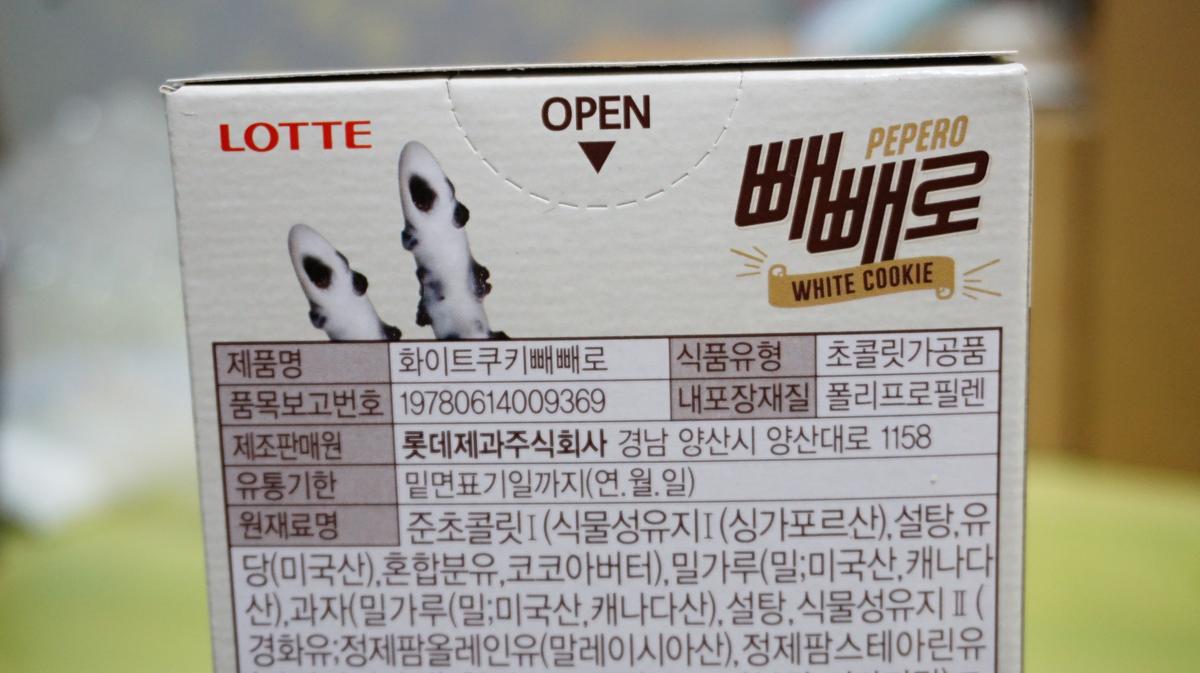 LOTTE
OPEN
PEPERO
빼빼로
WHITE COOKIE
제품명 화이트쿠키빼빼로 식품유형 초콜릿가공품
품목보고번호 19780614009369 내포장재질 폴리프로필렌
제조판매원 롯데제과주식회사 경남 양산시 양산대로 1158
유통기한 밑면표기일까지(연.월.일)
원재료명 준초콜릿Ⅰ(식물성유지Ⅰ(싱가포르산),설탕,유
당(미국산),혼합분유,코코아버터),밀가루(밀;미국산,캐나다
산),과자(밀가루(밀;미국산,캐나다산),설탕,식물성유지Ⅱ(
경화유;정제팜올레인유(말레이시아산),정제팜스테아린유